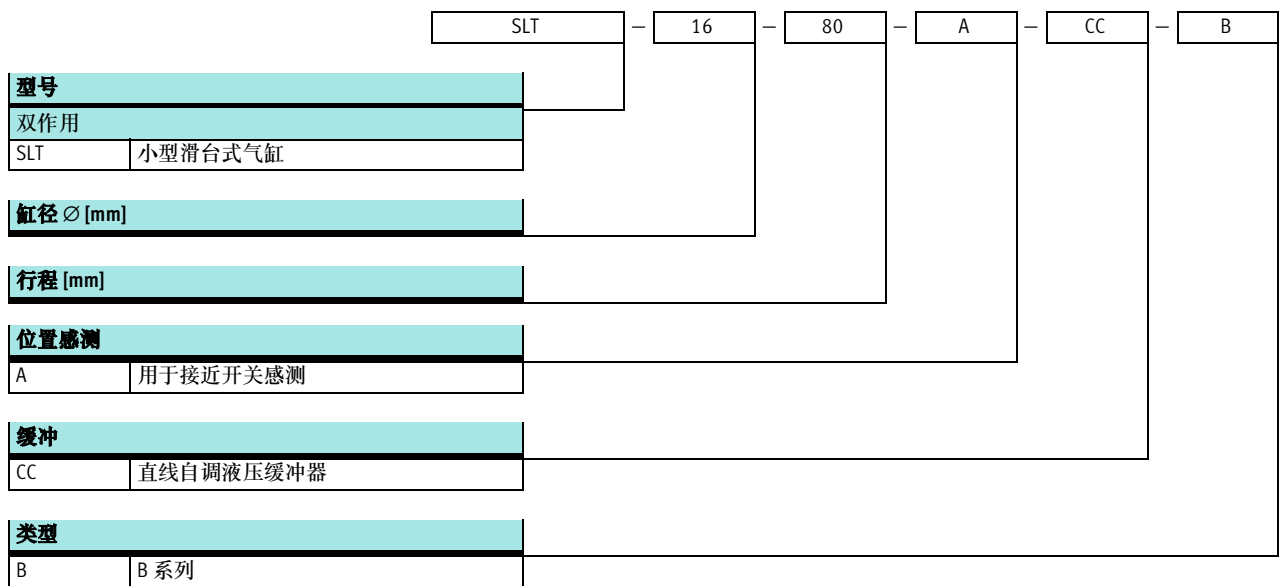 SLT – 16 – 80 – A – CC – B
型号
双作用
SLT 小型滑台式气缸
缸径 ∅ [mm]
行程 [mm]
位置感测
A 用于接近开关感测
缓冲
CC 直线自调液压缓冲器
类型
B B 系列